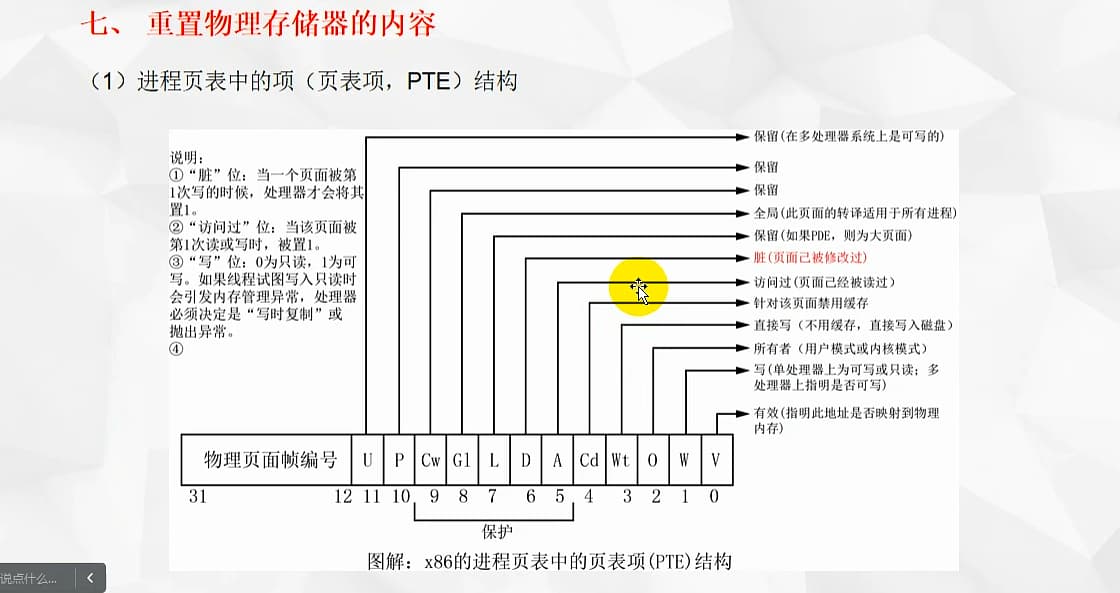 七、 重置物理存储器的内容
（1）进程页表中的项（页表项，PTE）结构
说明：
①“脏”位：当一个页面被第
1次写的时候，处理器才会将其
置1。
②“访问过”位：当该页面被
第1次读或写时，被置1。
③“写”位：0为只读，1为可
写。如果线程试图写入只读时
会引发内存管理异常，处理器
必须决定是“写时复制”或
抛出异常。
④
保留(在多处理器系统上是可写的)
保留
保留
全局(此页面的转译适用于所有进程)
保留(如果PDE，则为大页面)
脏(页面已被修改过)
访问过(页面已经被读过)
针对该页面禁用缓存
直接写（不用缓存，直接写入磁盘）
所有者（用户模式或内核模式）
写(单处理器上为可写或只读；多
处理器上指明是否可写)
有效(指明此地址是否映射到物理
内存)
物理页面帧编号 U P Cw Gl L D A Cd Wt O W V
31 12 11 10 9 8 7 6 5 4 3 2 1 0
保护
图解：x86的进程页表中的页表项(PTE)结构
说点什么...